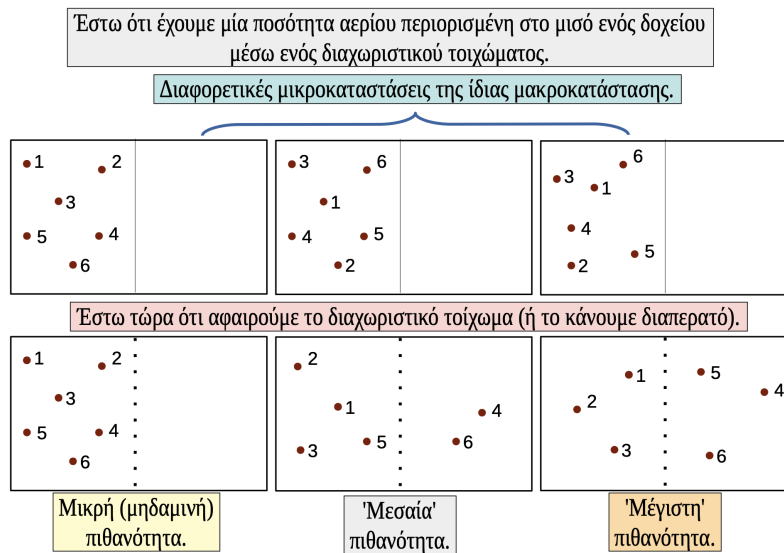 Έστω ότι έχουμε μία ποσότητα αερίου περιορισμένη στο μισό ενός δοχείου
μέσω ενός διαχωριστικού τοιχώματος.
Διαφορετικές μικροκαταστάσεις της ίδιας μακροκατάστασης.
1 2 3 5 4 6
3 6 1 4 5 2
6 3 1 4 5 2
Έστω τώρα ότι αφαιρούμε το διαχωριστικό τοίχωμα (ή το κάνουμε διαπερατό).
1 2 3 5 4 6
2 1 4 3 5 6
1 5 4 2 3 6
Μικρή (μηδαμινή)
πιθανότητα.
'Μεσαία'
πιθανότητα.
'Μέγιστη'
πιθανότητα.